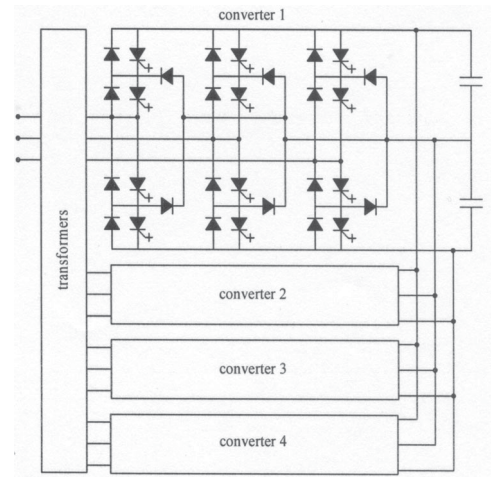 converter 1
transformers
converter 2
converter 3
converter 4